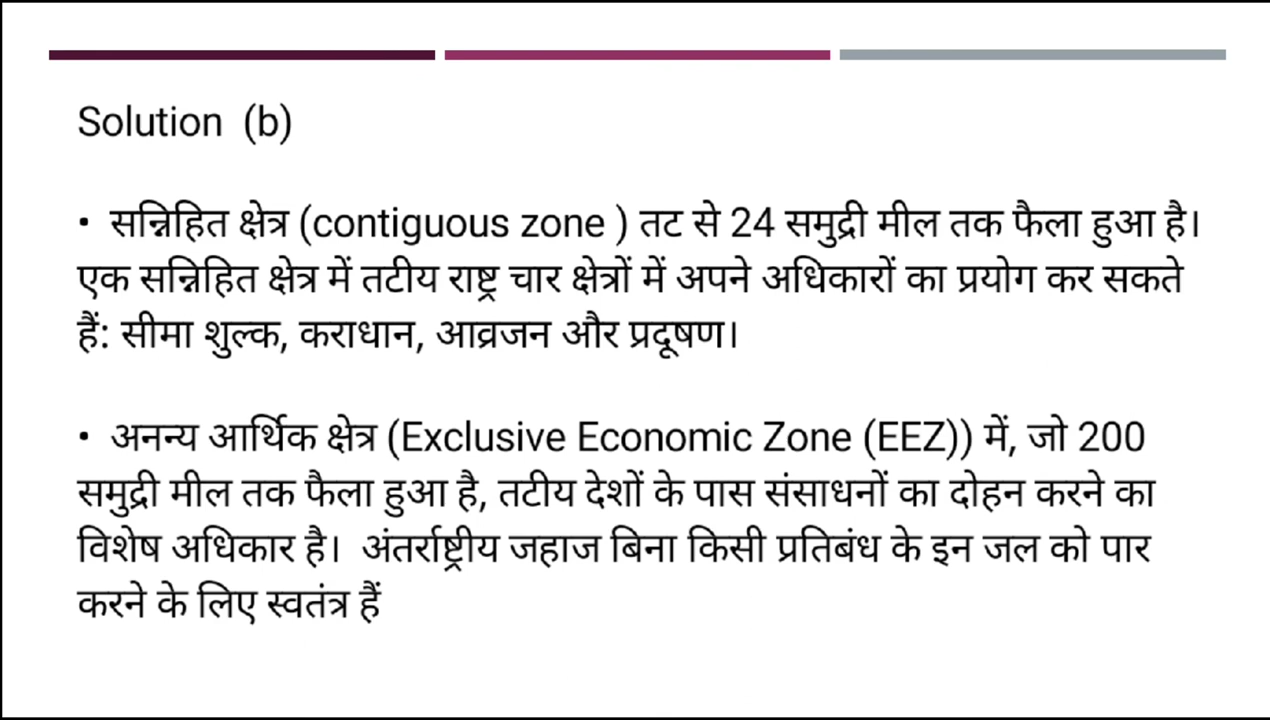 Solution (b)
• सन्निहित क्षेत्र (contiguous zone ) तट से 24 समुद्री मील तक फैला हुआ है।
एक सन्निहित क्षेत्र में तटीय राष्ट्र चार क्षेत्रों में अपने अधिकारों का प्रयोग कर सकते
हैं: सीमा शुल्क, कराधान, आव्रजन और प्रदूषण।
• अनन्य आर्थिक क्षेत्र (Exclusive Economic Zone (EEZ)) में, जो 200
समुद्री मील तक फैला हुआ है, तटीय देशों के पास संसाधनों का दोहन करने का
विशेष अधिकार है। अंतर्राष्ट्रीय जहाज बिना किसी प्रतिबंध के इन जल को पार
करने के लिए स्वतंत्र हैं